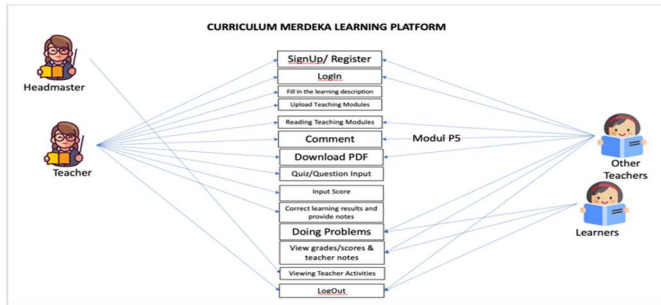 CURRICULUM MERDEKA LEARNING PLATFORM
Headmaster
Teacher
SignUp/ Register
LogIn
Fill in the learning description
Upload Teaching Modules
Reading Teaching Modules
Comment
Modul P5
Download PDF
Quiz/Question Input
Input Score
Correct learning results and
provide notes
Doing Problems
View grades/scores &
teacher notes
Viewing Teacher Activities
LogOut
Other
Teachers
Learners